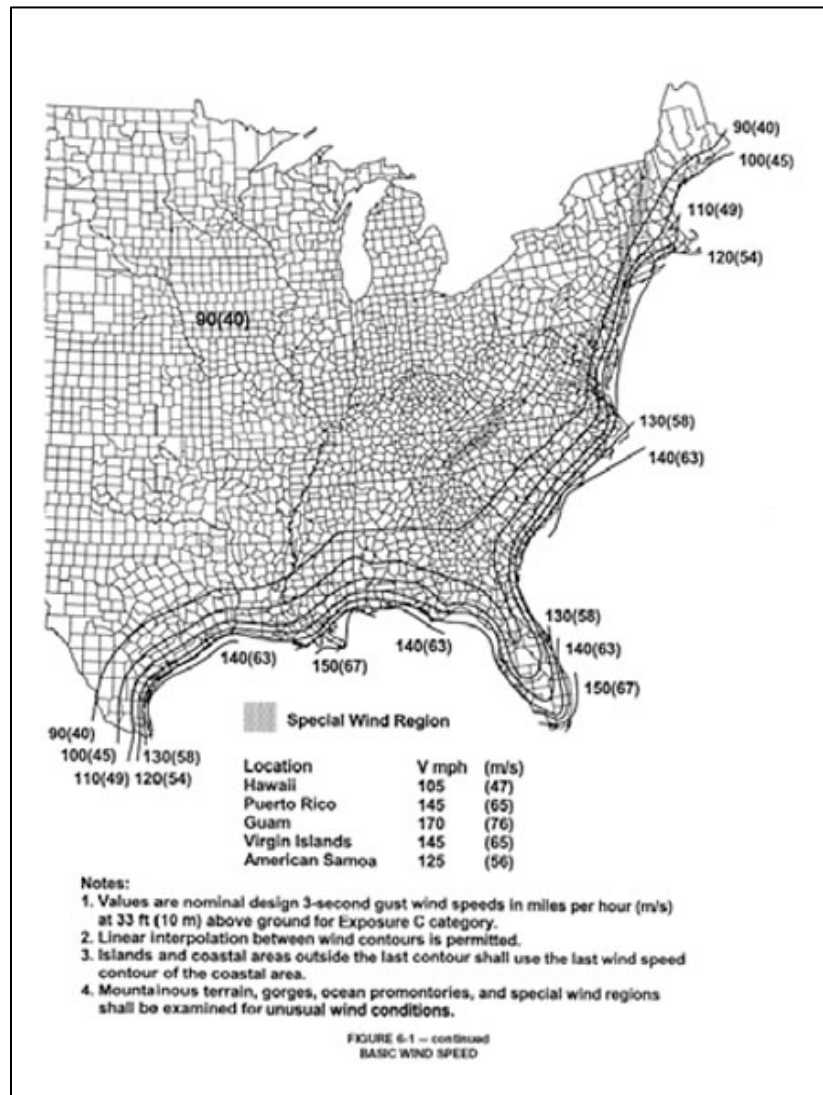 90(40)
100(45)
110(49)
120(54)
90(40)
130(58)
140(63)
130(58)
140(63)
140(63)
150(67)
140(63)
150(67)
90(40)
100(45)
130(58)
110(49) 120(54)
Special Wind Region
Location V mph (m/s)
Hawaii 105 (47)
Puerto Rico 145 (65)
Guam 170 (76)
Virgin Islands 145 (65)
American Samoa 125 (56)
Notes:
1. Values are nominal design 3-second gust wind speeds in miles per hour (m/s)
at 33 ft (10 m) above ground for Exposure C category.
2. Linear interpolation between wind contours is permitted.
3. Islands and coastal areas outside the last contour shall use the last wind speed
contour of the coastal area.
4. Mountainous terrain, gorges, ocean promontories, and special wind regions
shall be examined for unusual wind conditions.
FIGURE 6-1 – continued
BASIC WIND SPEED